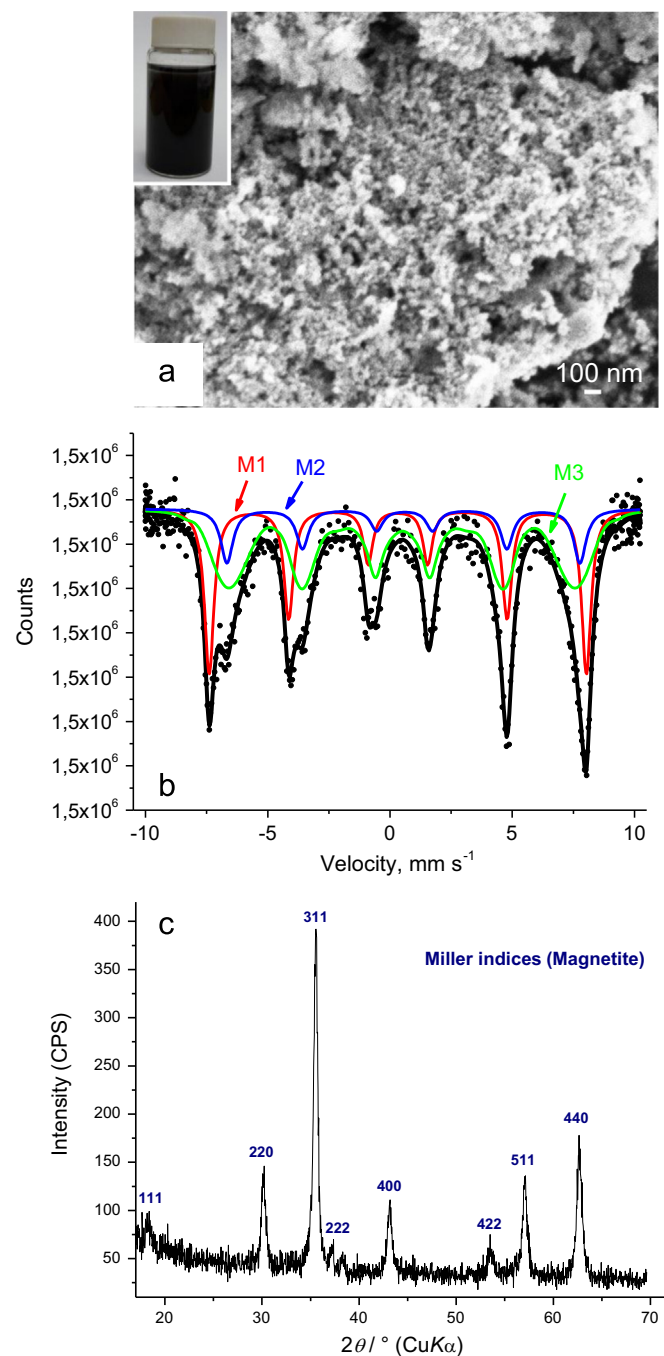 a
100 nm
1,5x10⁶
1,5x10⁶
1,5x10⁶
1,5x10⁶
1,5x10⁶
1,5x10⁶
1,5x10⁶
1,5x10⁶
1,5x10⁶
Counts
M1
M2
M3
b
-10
-5
0
5
10
Velocity, mm s⁻¹
c
400
350
300
250
200
150
100
50
Intensity (CPS)
Miller indices (Magnetite)
111
220
311
222
400
422
511
440
20
30
40
50
60
70
2θ / ° (CuKα)